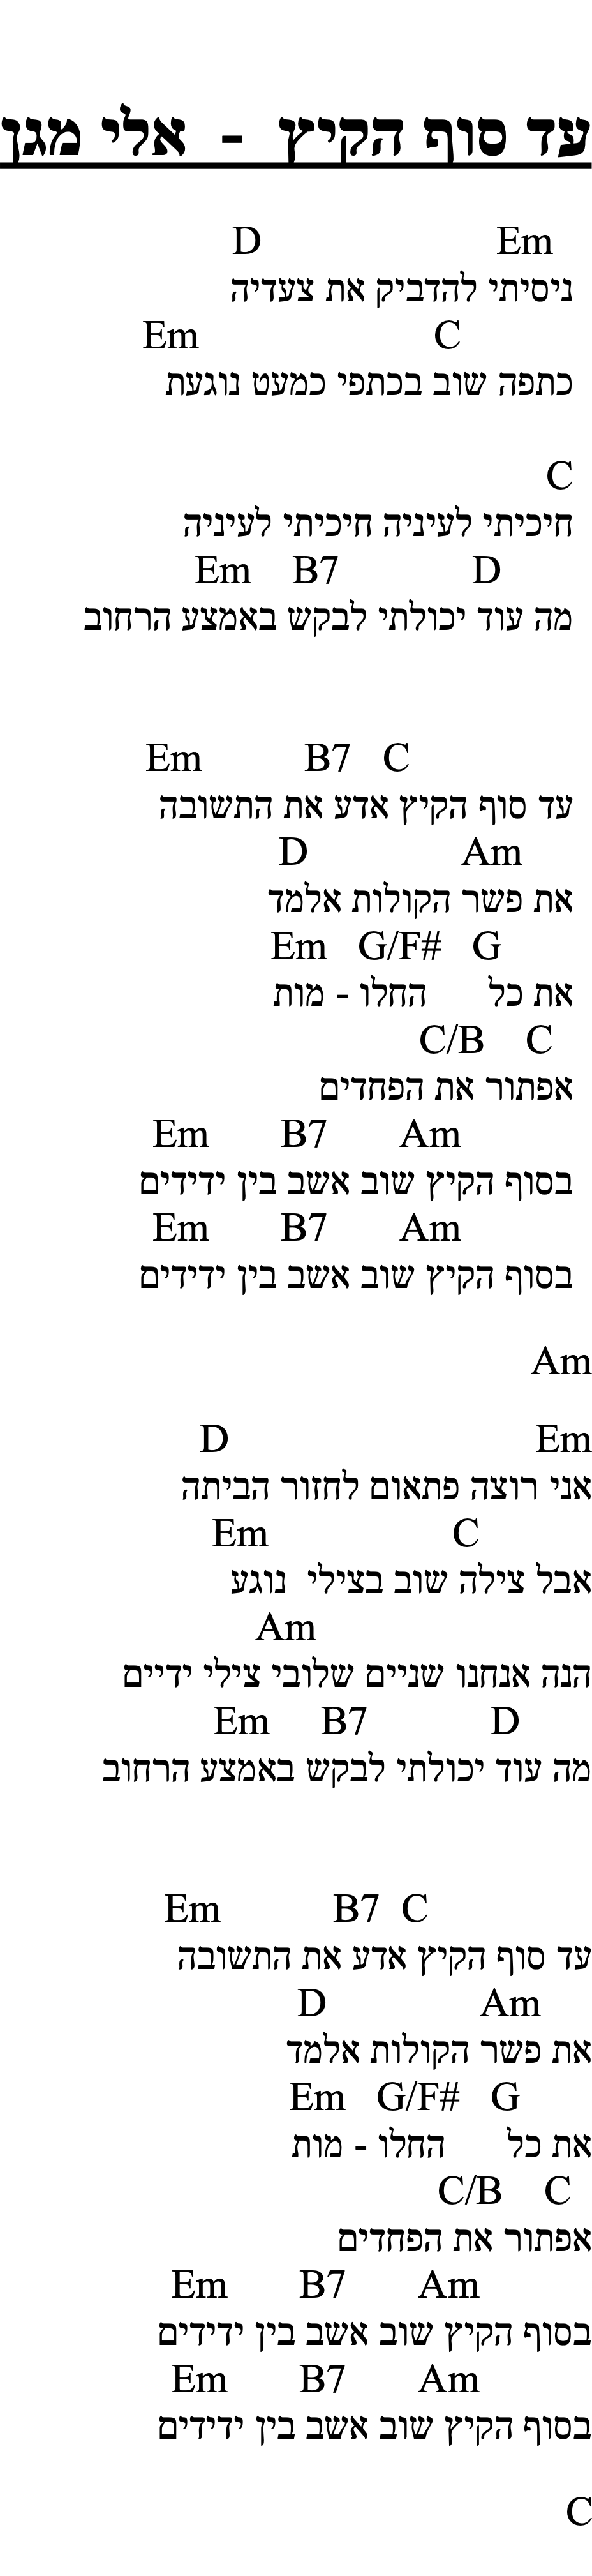 עד סוף הקיץ - אלי מגן
Em D
ניסיתי להדביק את צעדיה
C Em
כתפה שוב בכתפי כמעט נוגעת
C
חיכיתי לעיניה חיכיתי לעיניה
D B7 Em
מה עוד יכולתי לבקש באמצע הרחוב
C B7 Em
עד סוף הקיץ אדע את התשובה
Am D
את פשר הקולות אלמד
G G/F# Em
את כל החלו - מות
C C/B
אפתור את הפחדים
Am B7 Em
בסוף הקיץ שוב אשב בין ידידים
Am B7 Em
בסוף הקיץ שוב אשב בין ידידים
Am
Em D
אני רוצה פתאום לחזור הביתה
C Em
אבל צילה שוב בצילי נוגע
Am
הנה אנחנו שניים שלובי צילי ידיים
D B7 Em
מה עוד יכולתי לבקש באמצע הרחוב
C B7 Em
עד סוף הקיץ אדע את התשובה
Am D
את פשר הקולות אלמד
G G/F# Em
את כל החלו - מות
C C/B
אפתור את הפחדים
Am B7 Em
בסוף הקיץ שוב אשב בין ידידים
Am B7 Em
בסוף הקיץ שוב אשב בין ידידים
C